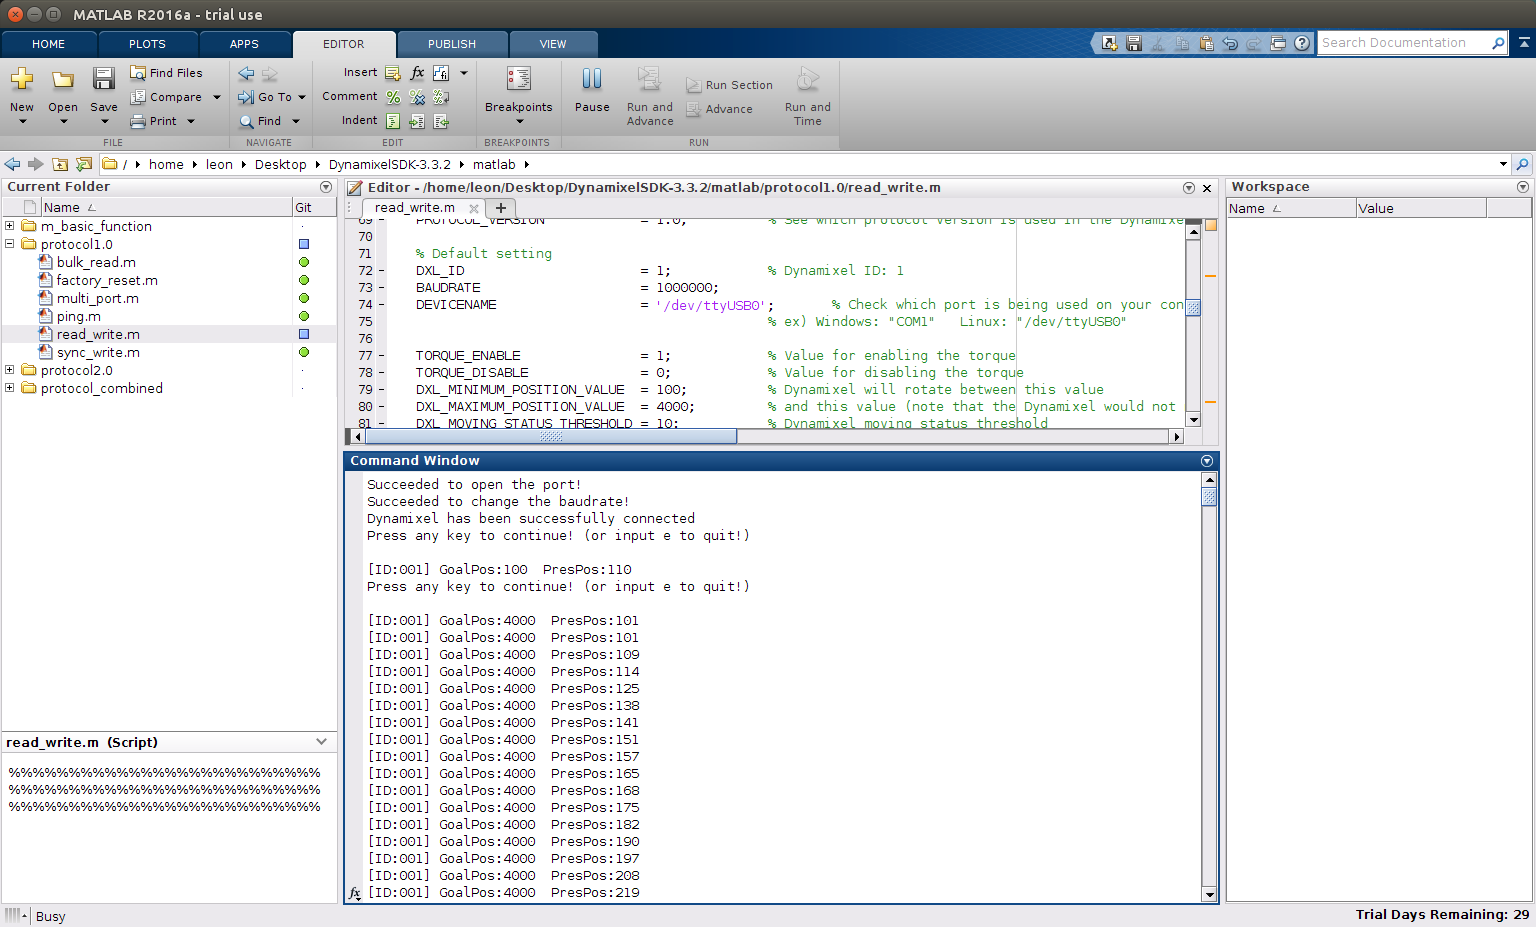 MATLAB R2016a - trial use
HOME PLOTS APPS EDITOR PUBLISH VIEW
Search Documentation
New Open Save
Find Files
Compare
Print
FILE
Go To
Find
NAVIGATE
Insert fx
Comment
Indent
EDIT
Breakpoints
BREAKPOINTS
Pause
Run and Advance
Run Section
Advance
Run and Time
RUN
/ home leon Desktop DynamixelSDK-3.3.2 matlab
Current Folder
Name Git
m_basic_function
protocol1.0
bulk_read.m
factory_reset.m
multi_port.m
ping.m
read_write.m
sync_write.m
protocol2.0
protocol_combined
read_write.m (Script)
%%%%%%%%%%%%%%%%%%%%%%%%%%
%%%%%%%%%%%%%%%%%%%%%%%%%%
%%%%%%%%%%%%%%%%%%%%%%%%%%
Editor - /home/leon/Desktop/DynamixelSDK-3.3.2/matlab/protocol1.0/read_write.m
read_write.m
69 - PROTOCOL_VERSION = 1.0; % See which protocol version is used in the Dynamixe
70
71 % Default setting
72 - DXL_ID = 1; % Dynamixel ID: 1
73 - BAUDRATE = 1000000;
74 - DEVICENAME = '/dev/ttyUSB0'; % Check which port is being used on your con
75 % ex) Windows: "COM1" Linux: "/dev/ttyUSB0"
76
77 - TORQUE_ENABLE = 1; % Value for enabling the torque
78 - TORQUE_DISABLE = 0; % Value for disabling the torque
79 - DXL_MINIMUM_POSITION_VALUE = 100; % Dynamixel will rotate between this value
80 - DXL_MAXIMUM_POSITION_VALUE = 4000; % and this value (note that the Dynamixel would not
81 - DXL_MOVING_STATUS_THRESHOLD = 10; % Dynamixel moving status threshold
Command Window
Succeeded to open the port!
Succeeded to change the baudrate!
Dynamixel has been successfully connected
Press any key to continue! (or input e to quit!)
[ID:001] GoalPos:100 PresPos:110
Press any key to continue! (or input e to quit!)
[ID:001] GoalPos:4000 PresPos:101
[ID:001] GoalPos:4000 PresPos:101
[ID:001] GoalPos:4000 PresPos:109
[ID:001] GoalPos:4000 PresPos:114
[ID:001] GoalPos:4000 PresPos:125
[ID:001] GoalPos:4000 PresPos:138
[ID:001] GoalPos:4000 PresPos:141
[ID:001] GoalPos:4000 PresPos:151
[ID:001] GoalPos:4000 PresPos:157
[ID:001] GoalPos:4000 PresPos:165
[ID:001] GoalPos:4000 PresPos:168
[ID:001] GoalPos:4000 PresPos:175
[ID:001] GoalPos:4000 PresPos:182
[ID:001] GoalPos:4000 PresPos:190
[ID:001] GoalPos:4000 PresPos:197
[ID:001] GoalPos:4000 PresPos:208
fx [ID:001] GoalPos:4000 PresPos:219
Workspace
Name Value
Busy
Trial Days Remaining: 29